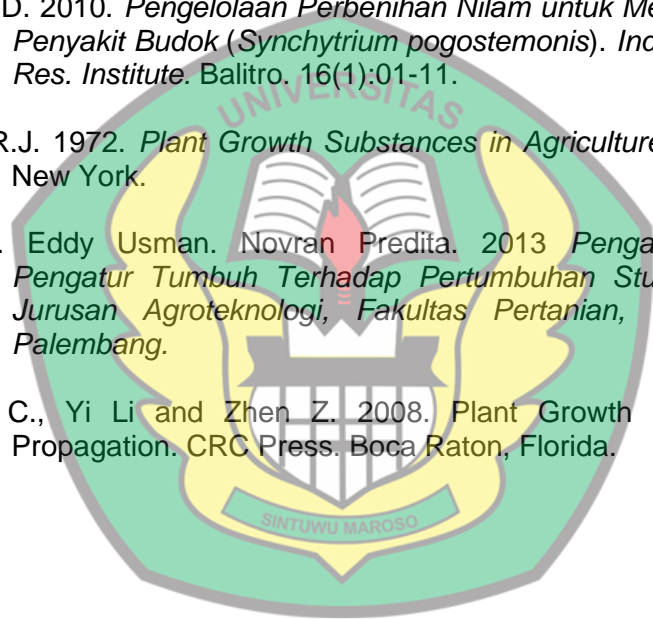 D. 2010. Pengelolaan Perbenihan Nilam untuk Me
Penyakit Budok (Synchytrium pogostemonis). Ind
Res. Institute. Balitro. 16(1):01-11.
UNIVERSITAS
R.J. 1972. Plant Growth Substances in Agriculture
New York.
. Eddy Usman. Novran Predita. 2013 Penga
Pengatur Tumbuh Terhadap Pertumbuhan Stu
Jurusan Agroteknologi, Fakultas Pertanian,
Palembang.
C., Yi Li and Zhen Z. 2008. Plant Growth
Propagation. CRC Press. Boca Raton, Florida.
SINTUWU MAROSO